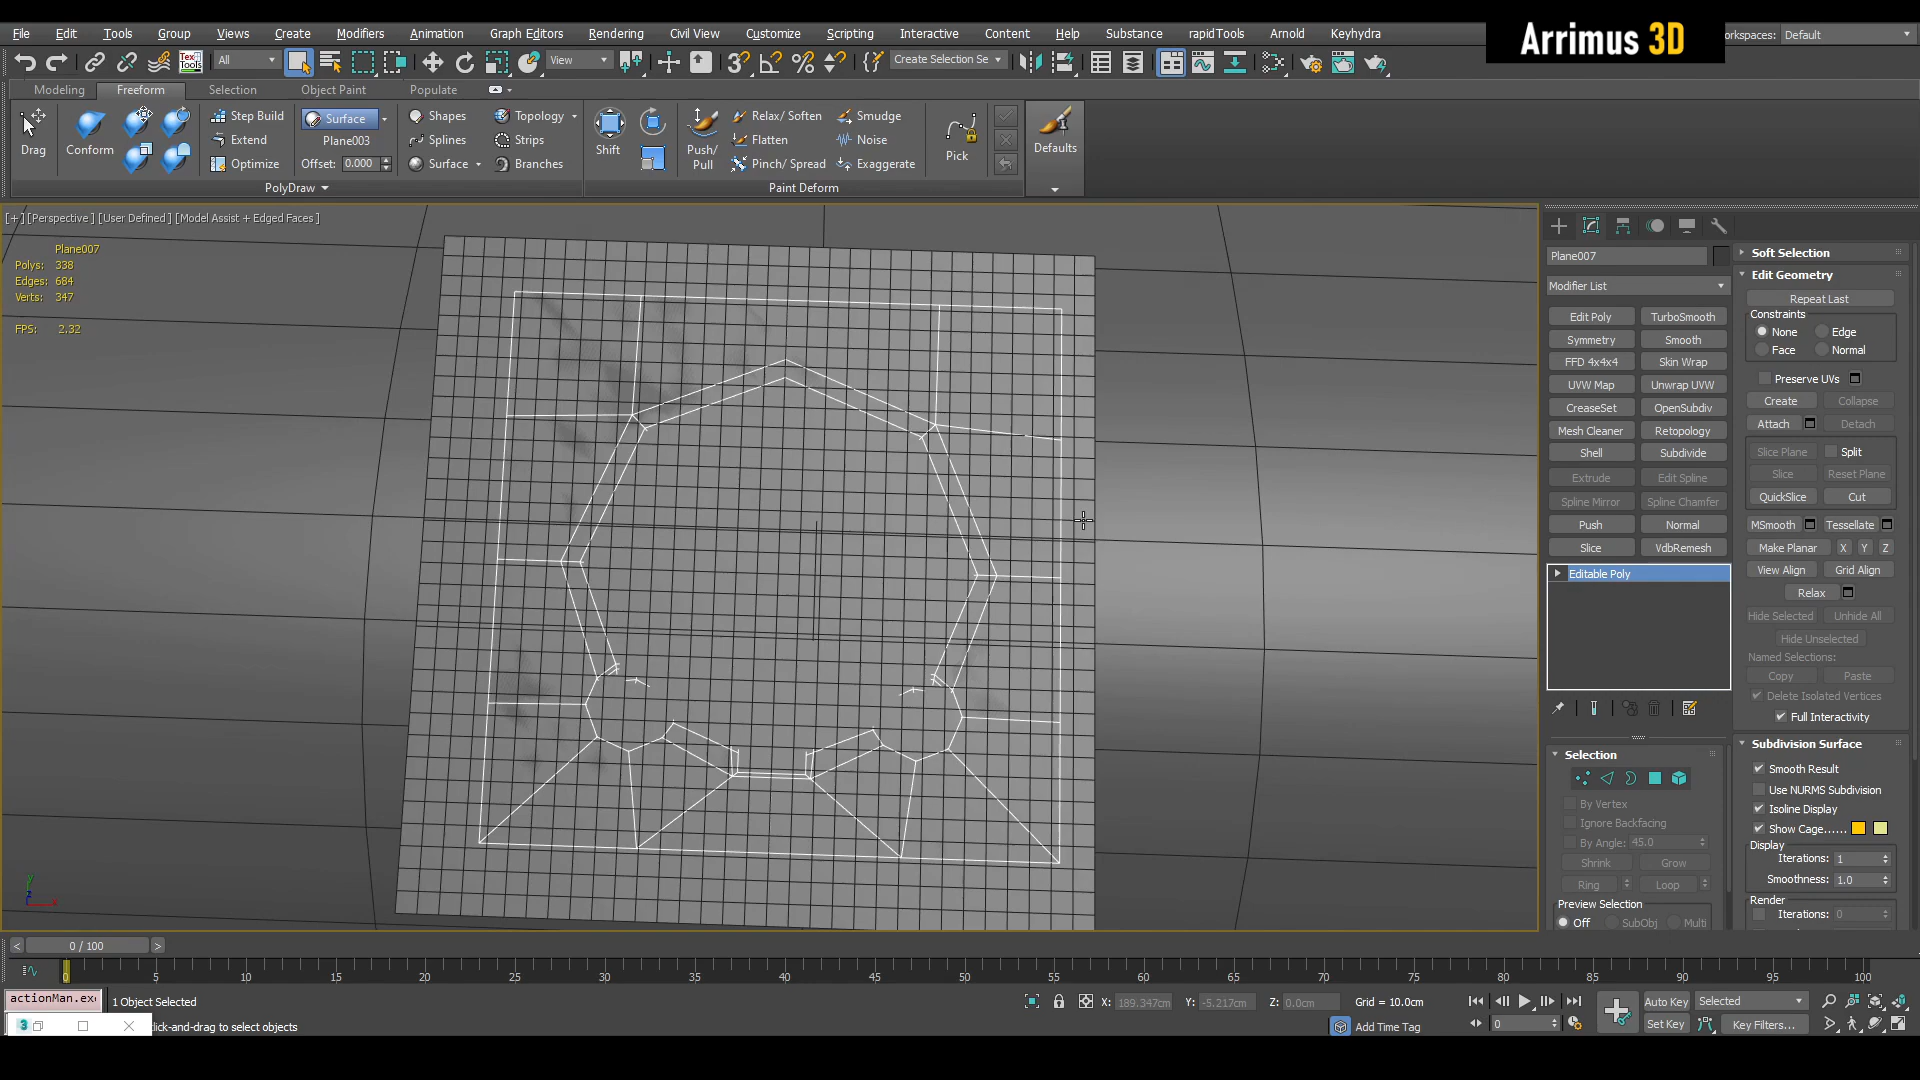 Arrimus 3D
File Edit Tools Group Views Create Modifiers Animation Graph Editors Rendering Civil View Customize Scripting Interactive Content Help Substance rapidTools Arnold Keyhydra
orkspaces: Default
All View Create Selection Se
Modeling Freeform Selection Object Paint Populate
Drag Conform Step Build Extend Optimize Surface Plane003 Offset: 0.000 Shapes Splines Surface Topology Strips Branches Shift Push/ Pull Relax/ Soften Flatten Pinch/ Spread Smudge Noise Exaggerate Pick Defaults
PolyDraw Paint Deform
[+] [Perspective ] [User Defined ] [Model Assist + Edged Faces ]
Plane007
Polys: 338
Edges: 684
Verts: 347
FPS: 2.32
Plane007
Modifier List
Edit Poly TurboSmooth
Symmetry Smooth
FFD 4x4x4 Skin Wrap
UVW Map Unwrap UVW
CreaseSet OpenSubdiv
Mesh Cleaner Retopology
Shell Subdivide
Extrude Edit Spline
Spline Mirror Spline Chamfer
Push Normal
Slice VdbRemesh
Editable Poly
Selection
By Vertex
Ignore Backfacing
By Angle: 45.0
Shrink Grow
Ring Loop
Preview Selection
Off SubObj Multi
Soft Selection
Edit Geometry
Repeat Last
Constraints
None Edge
Face Normal
Preserve UVs
Create Collapse
Attach Detach
Slice Plane Split
Slice Reset Plane
QuickSlice Cut
MSmooth Tessellate
Make Planar X Y Z
View Align Grid Align
Relax
Hide Selected Unhide All
Hide Unselected
Named Selections:
Copy Paste
Delete Isolated Vertices
Full Interactivity
Subdivision Surface
Smooth Result
Use NURMS Subdivision
Isoline Display
Show Cage......
Display
Iterations: 1
Smoothness: 1.0
Render
Iterations: 0
0 / 100
0 5 10 15 20 25 30 35 40 45 50 55 60 65 70 75 80 85 90 95 100
actionMan.exe 1 Object Selected X: 189.347cm Y: -5.217cm Z: 0.0cm Grid = 10.0cm Auto Key Selected
3 click-and-drag to select objects Add Time Tag 0 Set Key Key Filters...